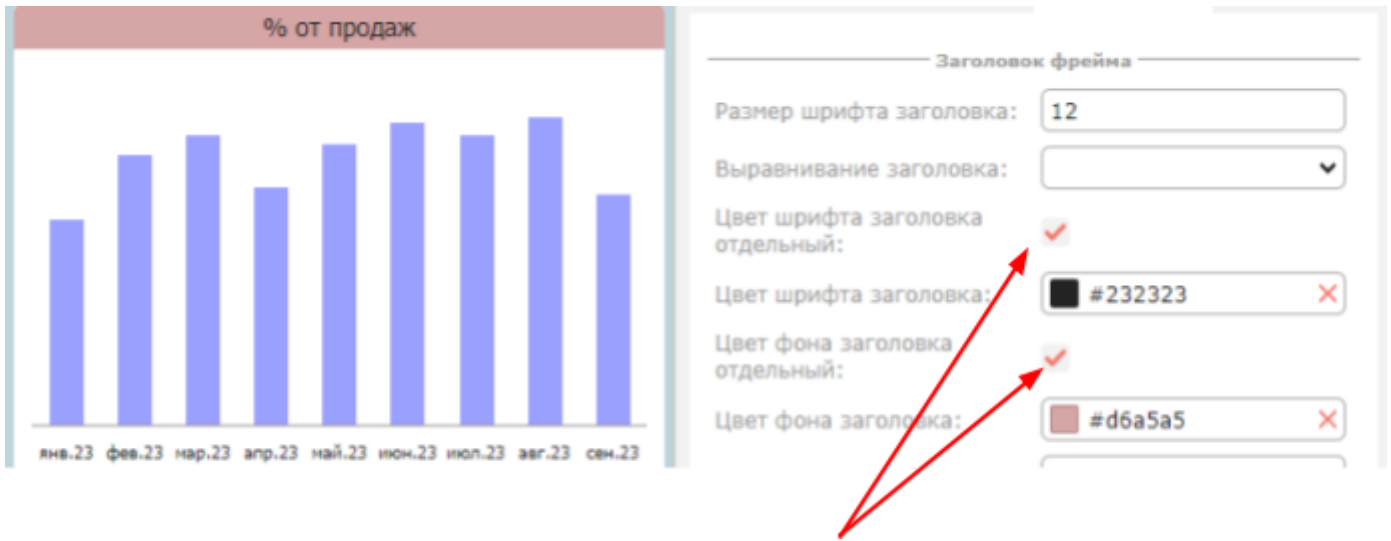 % от продаж
янв.23 фев.23 мар.23 апр.23 май.23 июн.23 июл.23 авг.23 сен.23
Заголовок фрейма
Размер шрифта заголовка: 12
Выравнивание заголовка:
Цвет шрифта заголовка
отдельный:
Цвет шрифта заголовка: #232323
Цвет фона заголовка
отдельный:
Цвет фона заголовка: #d6a5a5